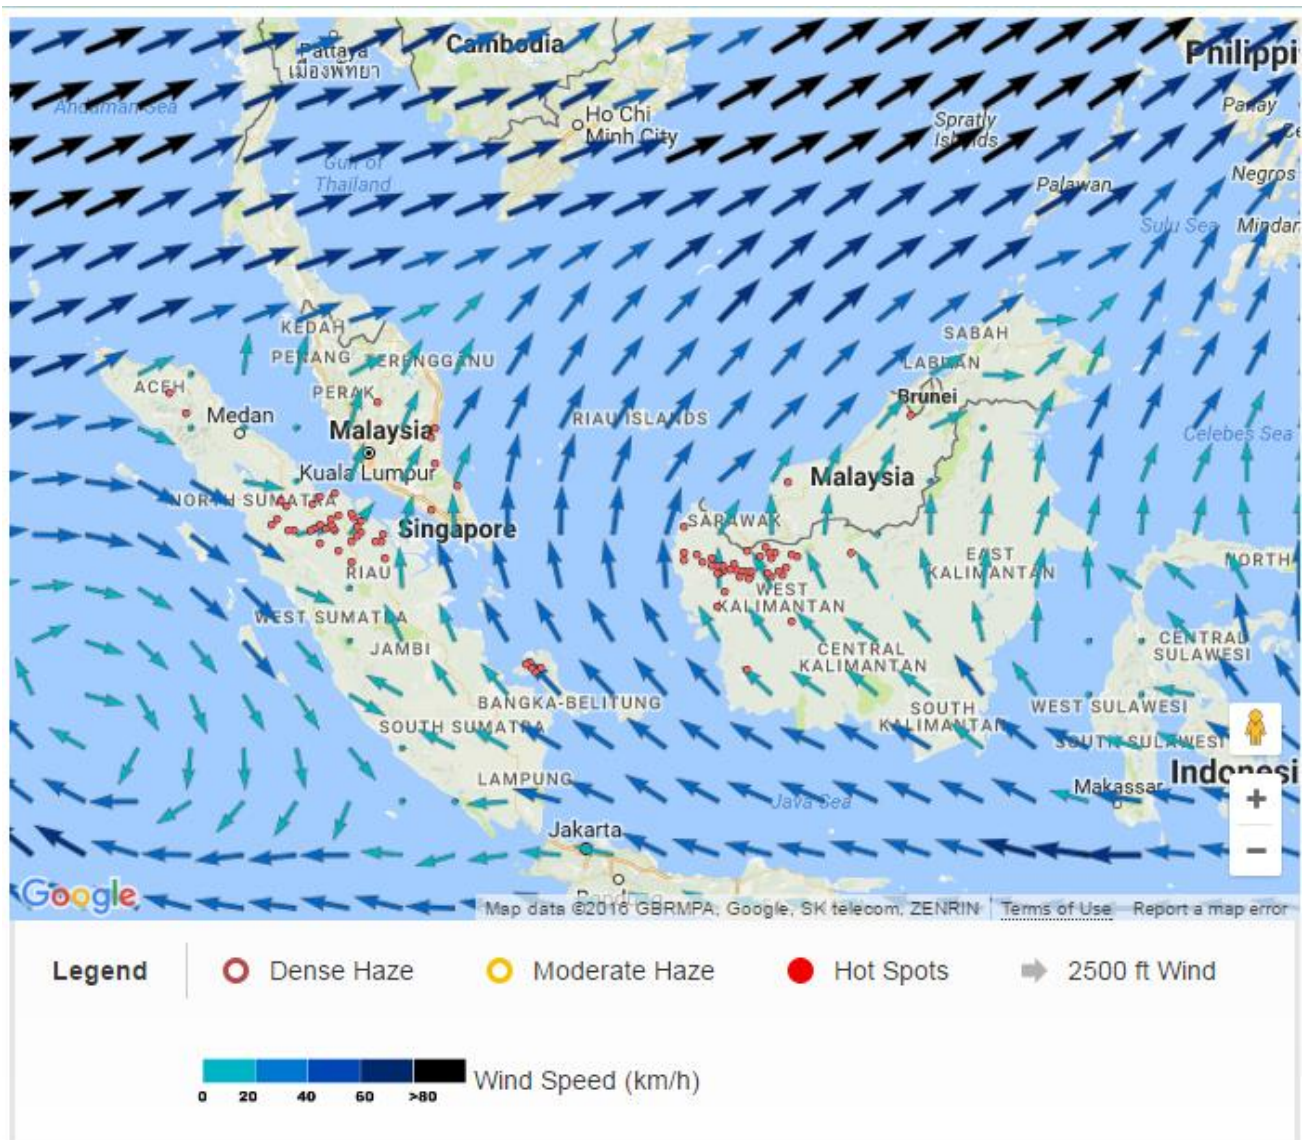 Cambodia
Pattaya
เมืองพัทยา
Philippi
Andaman Sea
Panay
Ho Chi
Minh City
Spratly
Islands
Gulf of
Thailand
Negros
Palawan
Sulu Sea
Mindan
KEDAH
SABAH
PENANG
TERENGGANU
LABUAN
ACEH
PERAK
Brunei
Medan
RIAU ISLANDS
Malaysia
Celebes Sea
Kuala Lumpur
Malaysia
NORTH SUMATRA
SARAWAK
Singapore
EAST
KALIMANTAN
NORTH
RIAU
WEST
KALIMANTAN
WEST SUMATRA
CENTRAL
SULAWESI
JAMBI
CENTRAL
KALIMANTAN
BANGKA-BELITUNG
SOUTH
KALIMANTAN
WEST SULAWESI
SOUTH SUMATRA
SOUTH SULAWESI
LAMPUNG
Indonesi
Makassar
Java Sea
+
Jakarta
−
Google
Map data ©2016 GBRMPA, Google, SK telecom, ZENRIN
Terms of Use
Report a map error
Legend
Dense Haze
Moderate Haze
Hot Spots
2500 ft Wind
Wind Speed (km/h)
0 20 40 60 >80